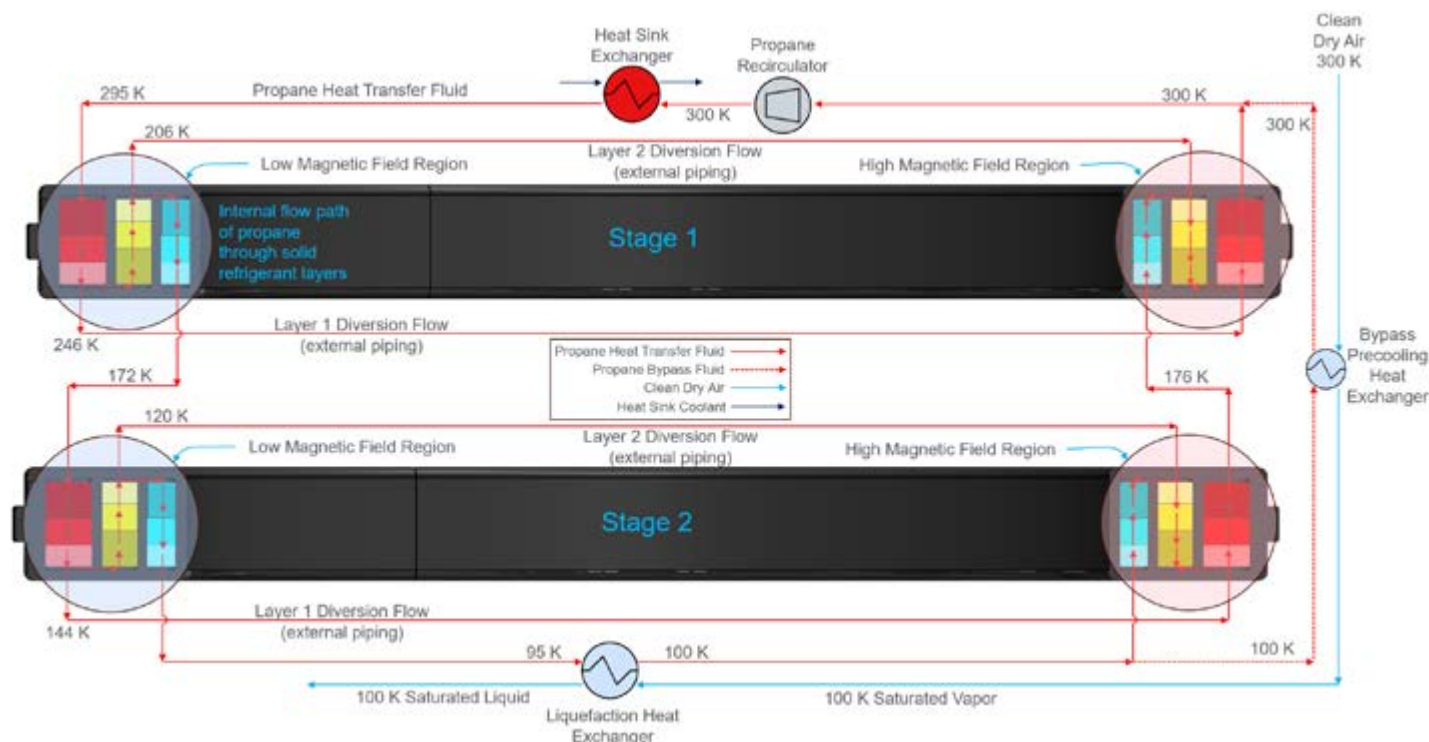 Clean
Dry Air
300 K
Heat Sink
Exchanger
Propane
Recirculator
295 K
Propane Heat Transfer Fluid
300 K
300 K
300 K
206 K
Low Magnetic Field Region
Layer 2 Diversion Flow
(external piping)
High Magnetic Field Region
Internal flow path
of propane
through solid
refrigerant layers
Stage 1
246 K
Layer 1 Diversion Flow
(external piping)
Propane Heat Transfer Fluid
Propane Bypass Fluid
Clean Dry Air
Heat Sink Coolant
Bypass
Precooling
Heat
Exchanger
172 K
176 K
120 K
Low Magnetic Field Region
Layer 2 Diversion Flow
(external piping)
High Magnetic Field Region
Stage 2
144 K
Layer 1 Diversion Flow
(external piping)
95 K
100 K
100 K
100 K Saturated Liquid
100 K Saturated Vapor
Liquefaction Heat
Exchanger